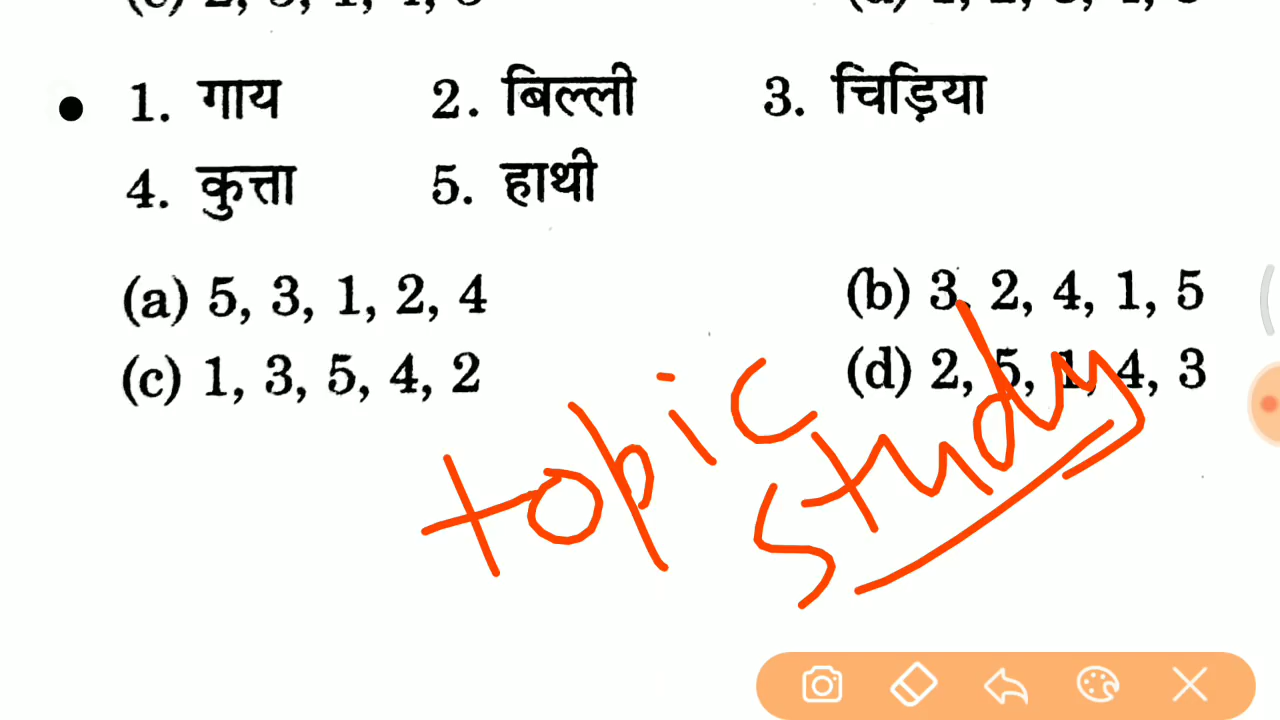 • 1. गाय 2. बिल्ली 3. चिड़िया
4. कुत्ता 5. हाथी
(a) 5, 3, 1, 2, 4 (b) 3, 2, 4, 1, 5
(c) 1, 3, 5, 4, 2 (d) 2, 5, 1, 4, 3
topic
study